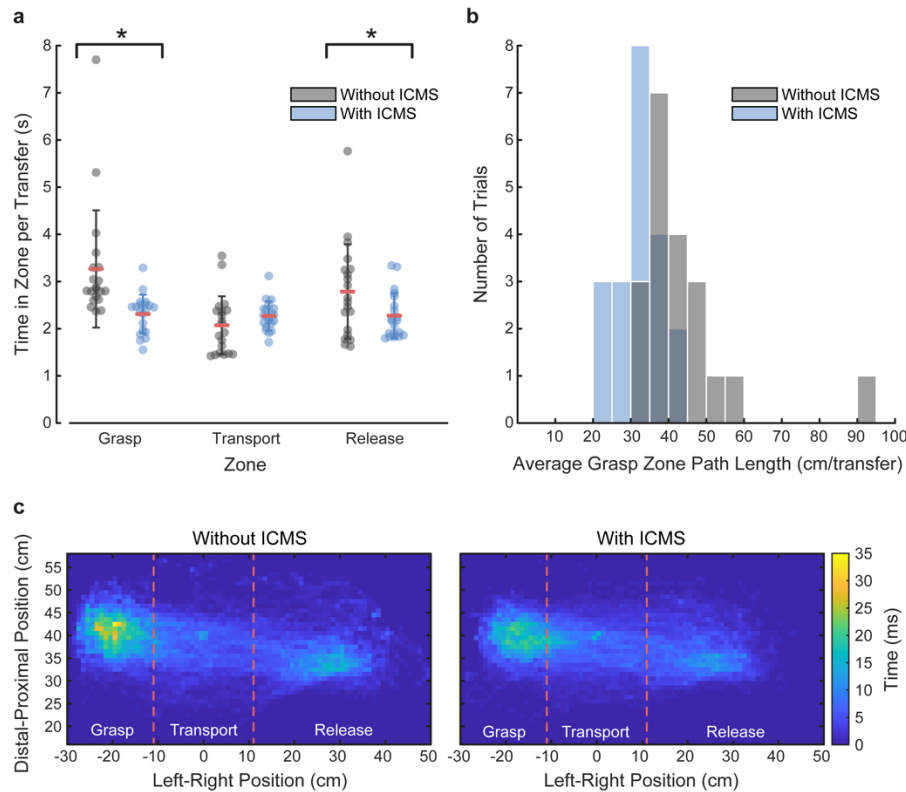 a
*
*
8
7
6
5
4
3
2
1
0
Time in Zone per Transfer (s)
Without ICMS
With ICMS
Grasp
Transport
Release
Zone
b
8
7
6
5
4
3
2
1
0
Number of Trials
Without ICMS
With ICMS
10 20 30 40 50 60 70 80 90 100
Average Grasp Zone Path Length (cm/transfer)
c
Without ICMS
With ICMS
Distal-Proximal Position (cm)
55
50
45
40
35
30
25
20
Grasp
Transport
Release
-30 -20 -10 0 10 20 30 40 50
Left-Right Position (cm)
Grasp
Transport
Release
-30 -20 -10 0 10 20 30 40 50
Left-Right Position (cm)
35
30
25
20
15
10
5
0
Time (ms)